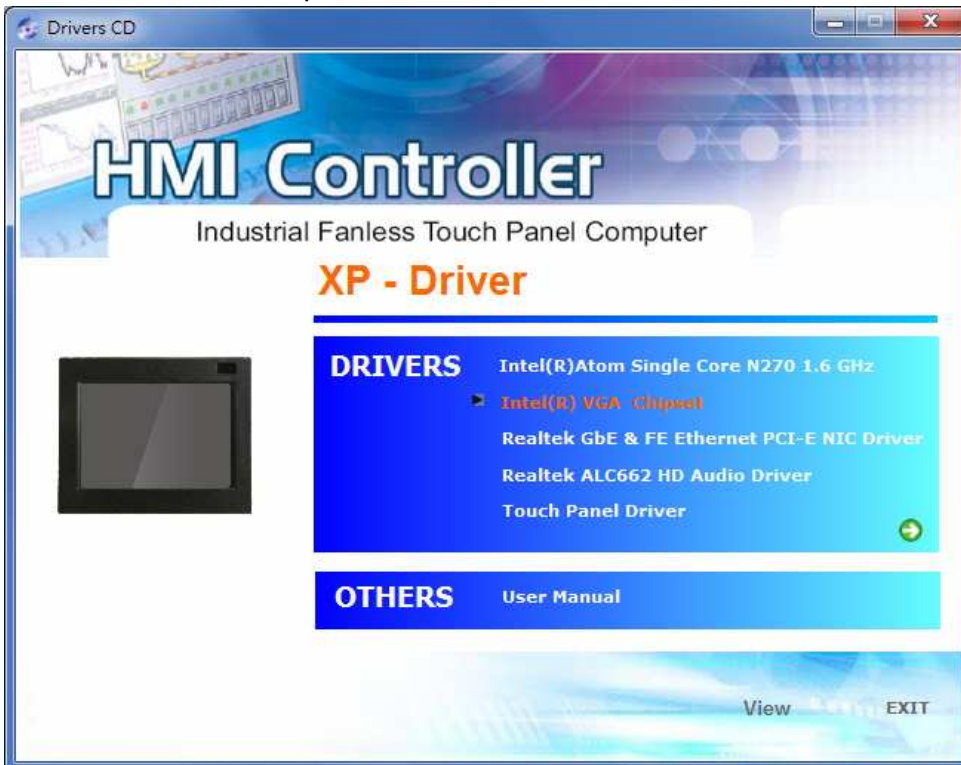 Drivers CD
HMI Controller
Industrial Fanless Touch Panel Computer
XP - Driver
DRIVERS
Intel(R)Atom Single Core N270 1.6 GHz
Intel(R) VGA Chipset
Realtek GbE & FE Ethernet PCI-E NIC Driver
Realtek ALC662 HD Audio Driver
Touch Panel Driver
OTHERS
User Manual
View
EXIT